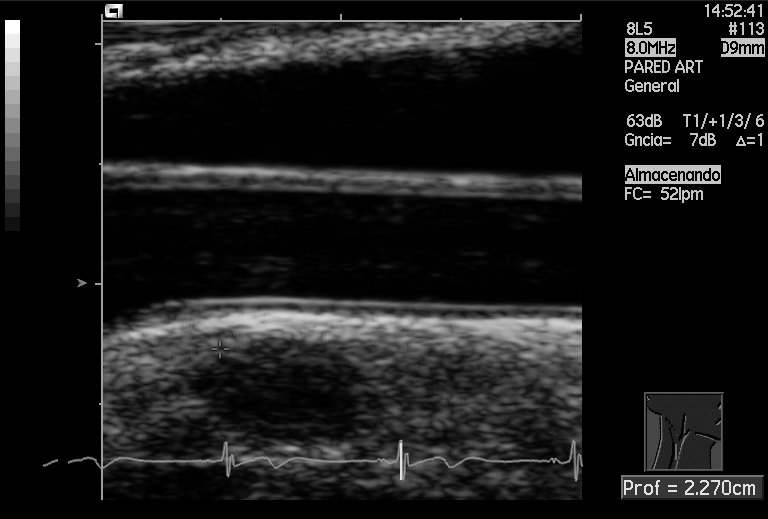 14:52:41
8L5 #113
8.0MHz 09mm
PARED ART
General
63dB T1/+1/3/ 6
Gncia= 7dB Δ=1
Almacenando
FC= 52lpm
Prof = 2.270cm